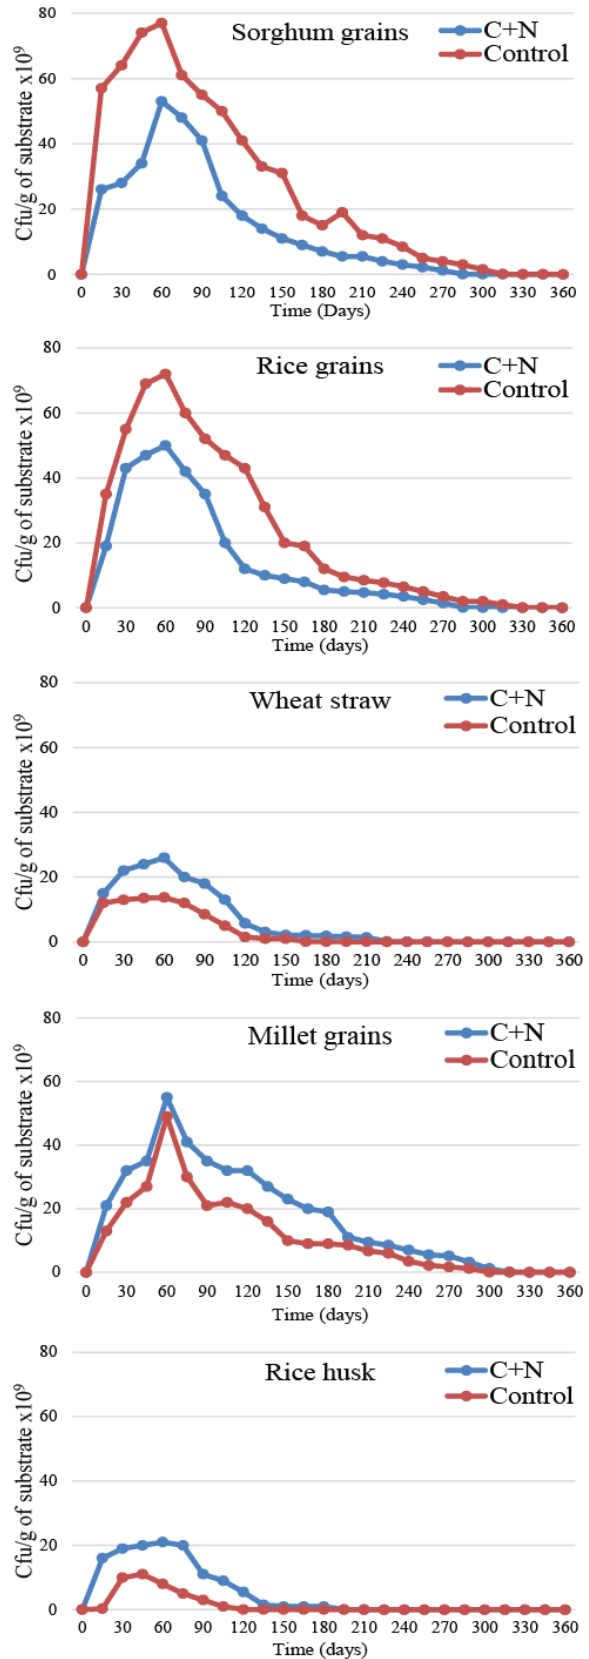 Sorghum grains
C+N
Control
Cfu/g of substrate x10⁹
80
60
40
20
0
0 30 60 90 120 150 180 210 240 270 300 330 360
Time (Days)
Rice grains
C+N
Control
Cfu/g of substrate x10⁹
80
60
40
20
0
0 30 60 90 120 150 180 210 240 270 300 330 360
Time (days)
Wheat straw
C+N
Control
Cfu/g of substrate x10⁹
80
60
40
20
0
0 30 60 90 120 150 180 210 240 270 300 330 360
Time (days)
Millet grains
C+N
Control
Cfu/g of substrate x10⁹
80
60
40
20
0
0 30 60 90 120 150 180 210 240 270 300 330 360
Time (days)
Rice husk
C+N
Control
Cfu/g of substrate x10⁹
80
60
40
20
0
0 30 60 90 120 150 180 210 240 270 300 330 360
Time (days)